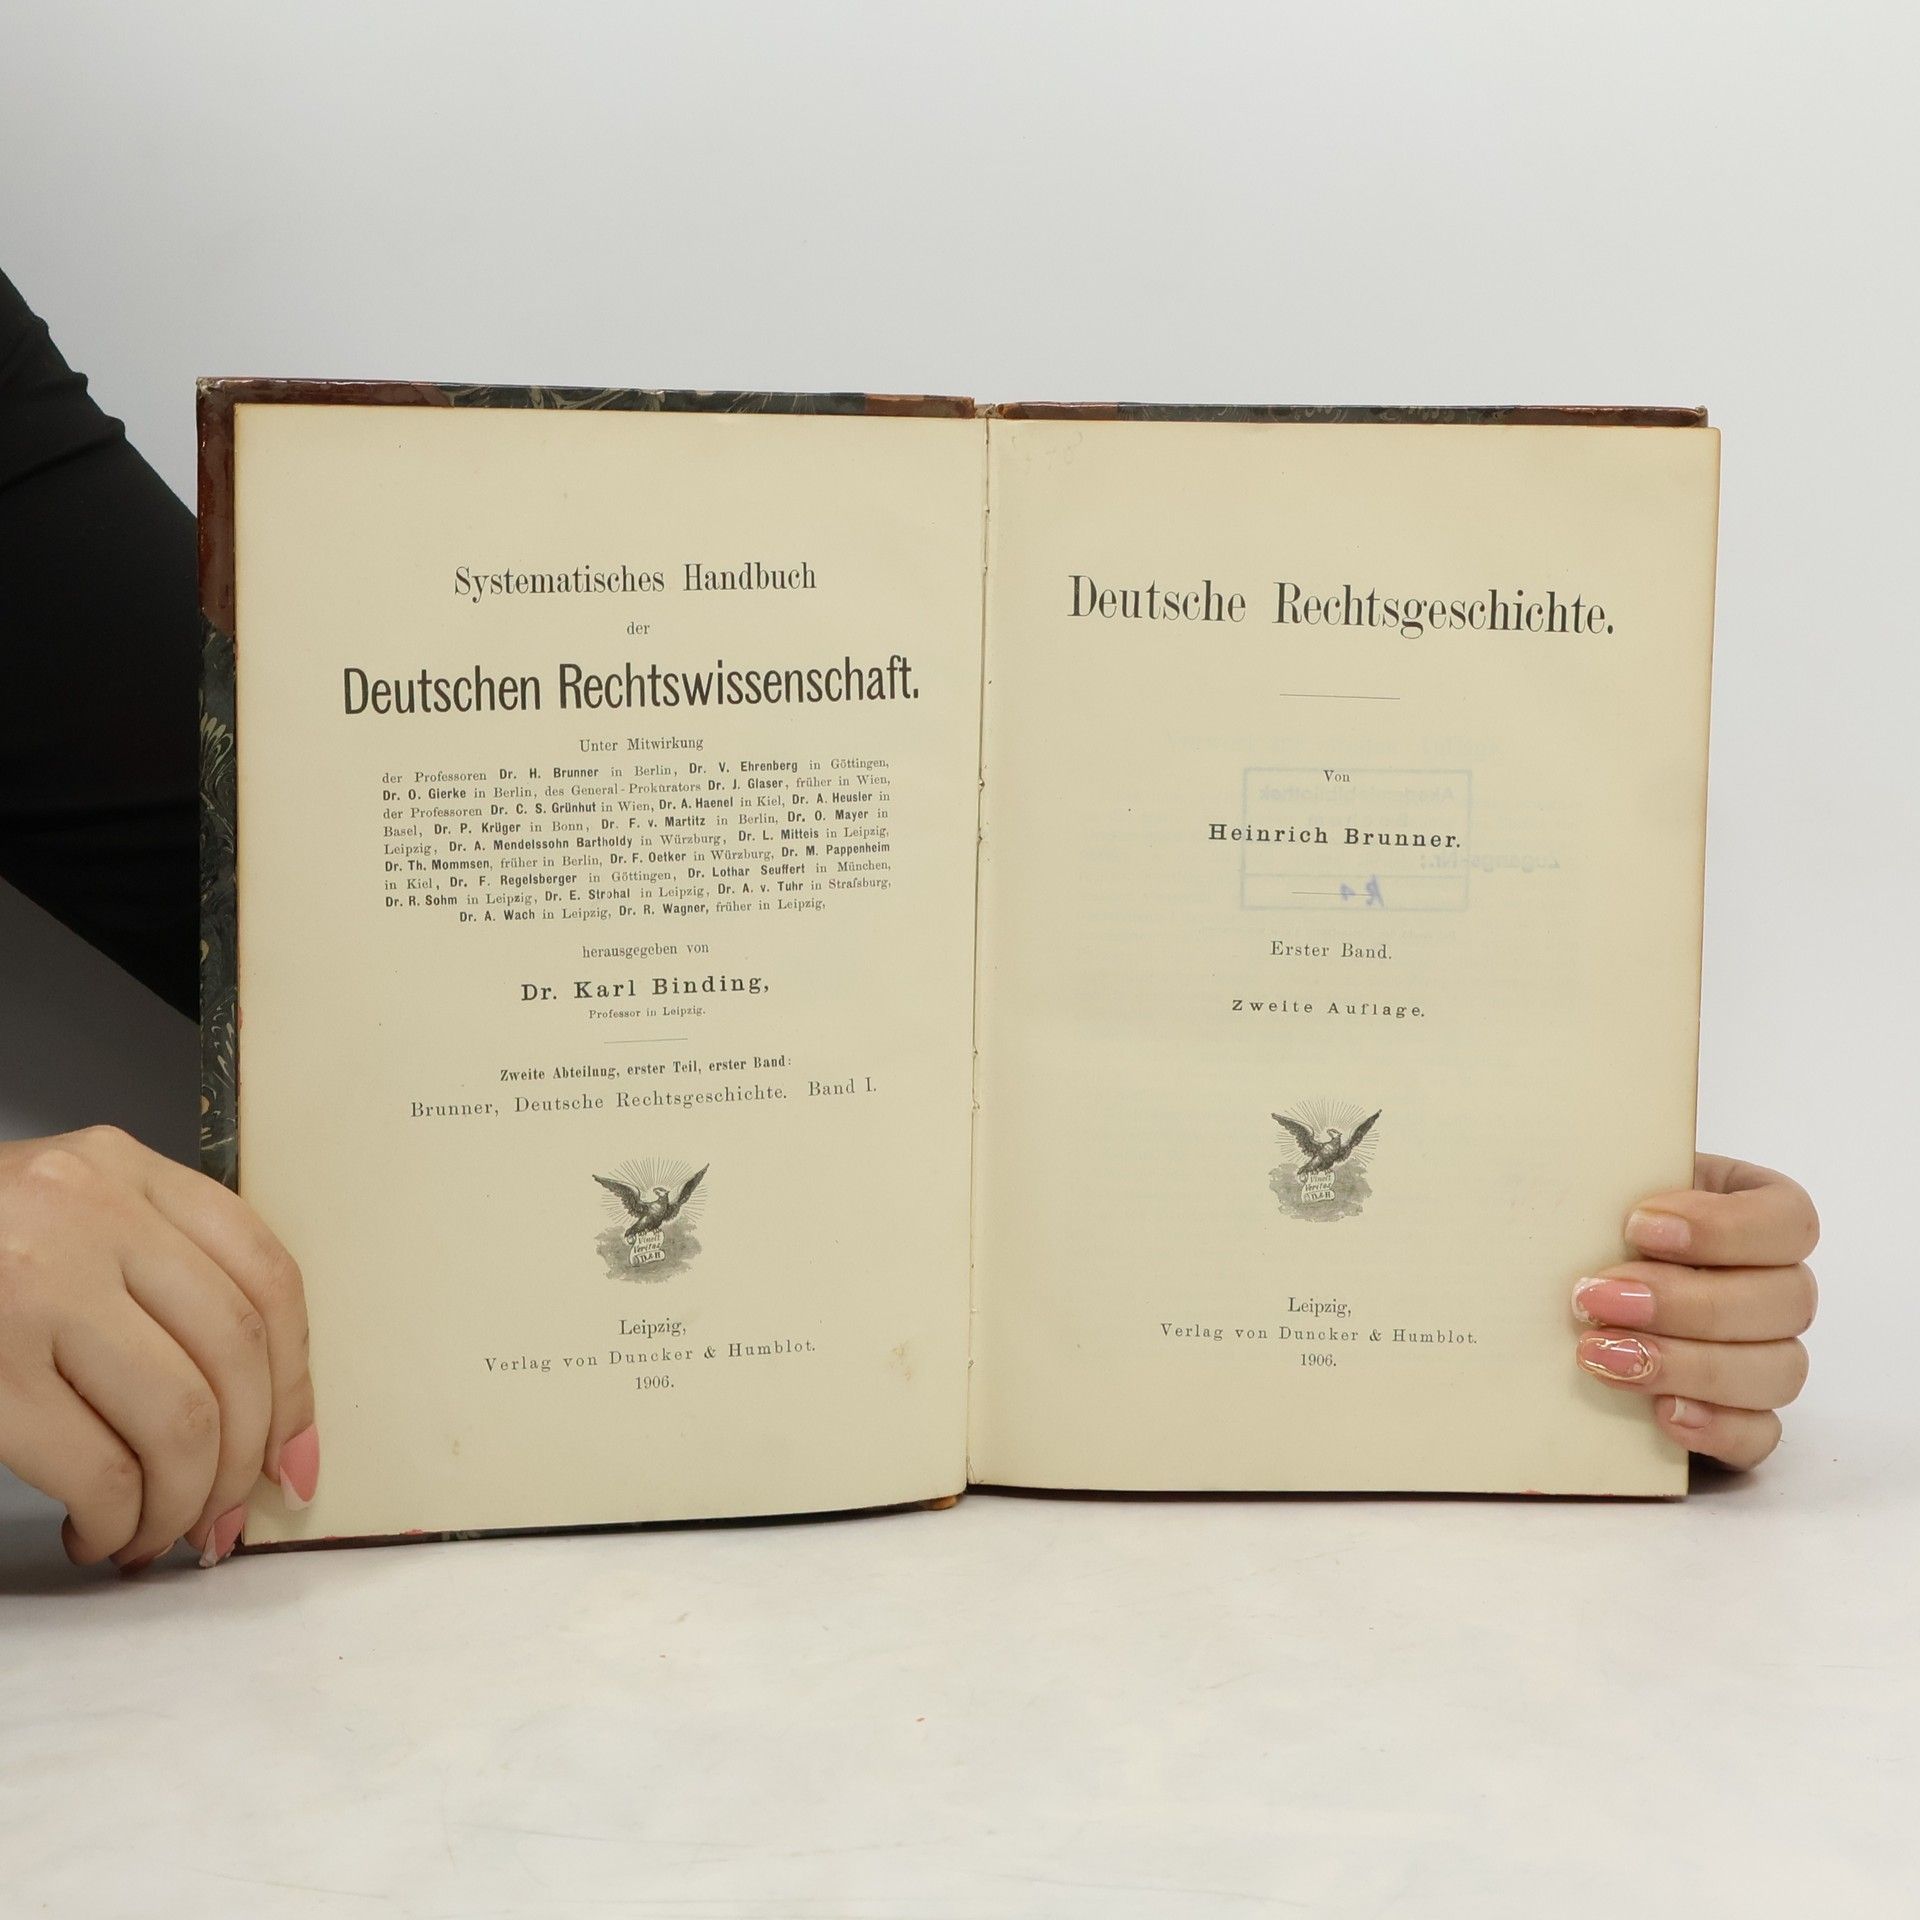 Systematisches Handbuch
der
Deutschen Rechtswissenschaft.
Unter Mitwirkung
der Professoren Dr. H. Brunner in Berlin, Dr. V. Ehrenberg in Göttingen,
Dr. O. Gierke in Berlin, des General-Prokurators Dr. J. Glaser, früher in Wien,
der Professoren Dr. C. S. Grünhut in Wien, Dr. A. Haenel in Kiel, Dr. A. Heusler in
Basel, Dr. P. Krüger in Bonn, Dr. F. v. Martitz in Berlin, Dr. O. Mayer in
Leipzig, Dr. A. Mendelssohn Bartholdy in Würzburg, Dr. L. Mitteis in Leipzig,
Dr. Th. Mommsen, früher in Berlin, Dr. F. Oetker in Würzburg, Dr. M. Pappenheim
in Kiel, Dr. F. Regelsberger in Göttingen, Dr. Lothar Seuffert in München,
Dr. R. Sohm in Leipzig, Dr. E. Strohal in Leipzig, Dr. A. v. Tuhr in Strafsburg,
Dr. A. Wach in Leipzig, Dr. R. Wagner, früher in Leipzig,
herausgegeben von
Dr. Karl Binding,
Professor in Leipzig.
Zweite Abteilung, erster Teil, erster Band:
Brunner, Deutsche Rechtsgeschichte. Band I.
Vincit
Veritas
D.&H
Leipzig,
Verlag von Duncker & Humblot.
1906.
Deutsche Rechtsgeschichte.
Von
Heinrich Brunner.
Erster Band.
Zweite Auflage.
Vincit
Veritas
D.&H
Leipzig,
Verlag von Duncker & Humblot.
1906.